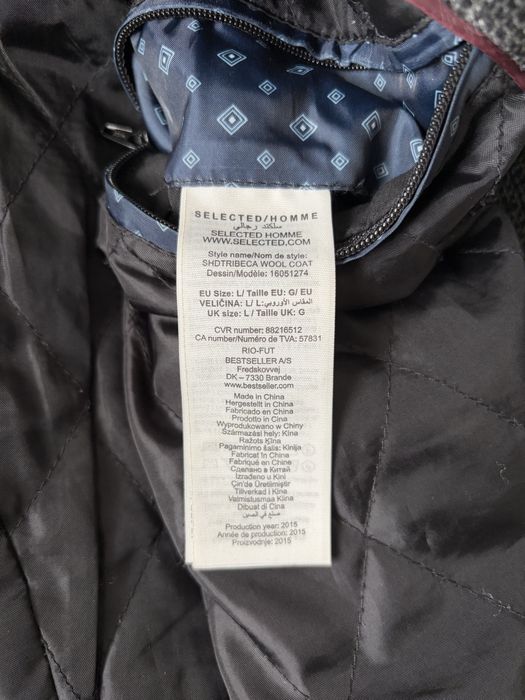 SELECTED/HOMME
سلكتد رجالي
SELECTED HOMME
WWW.SELECTED.COM
Style name/Nom de style:
SHDTRIBECA WOOL COAT
Dessin/Modèle: 16051274
EU Size: L/ Taille EU: G/ EU
VELIČINA: L/ L:المقاس الأوروبي
UK size: L/ Taille UK: G
CVR number: 88216512
CA number/Numéro de TVA: 57831
RIO-FUT
BESTSELLER A/S
Fredskovvej
DK – 7330 Brande
www.bestseller.com
Made in China
Hergestellt in China
Fabricado en China
Prodotto in China
Wyprodukowano w Chiny
Származási hely: Kína
Ražots Ķīna
Pagaminimo šalis: Kinija
Fabricat în China
Fabriqué en China
Сделано в Китай
Izrađeno u Kini
Çin'de Üretilmiştir
Tillverkad i Kina
Valmistusmaa Kiina
Dibuat di Cina
صنع في الصين
Production year: 2015
Année de production: 2015
Proizvodnje: 2015